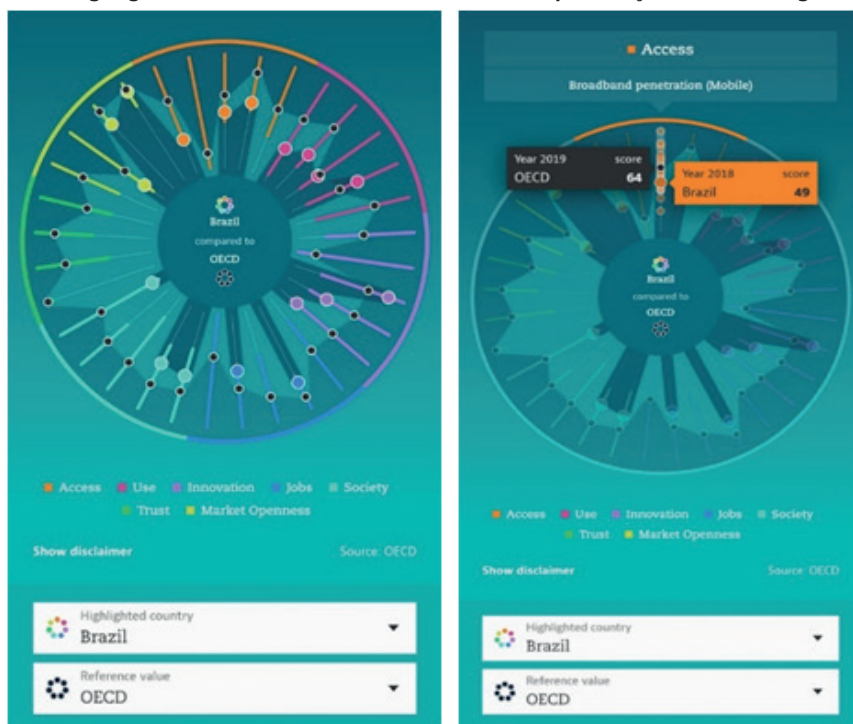 Brazil
compared to
OECD
Access Use Innovation Jobs Society
Trust Market Openness
Show disclaimer Source: OECD
Highlighted country
Brazil
Reference value
OECD
Access
Broadband penetration (Mobile)
Year 2019 score
OECD 64
Year 2018 score
Brazil 49
Brazil
compared to
OECD
Access Use Innovation Jobs Society
Trust Market Openness
Show disclaimer Source: OECD
Highlighted country
Brazil
Reference value
OECD